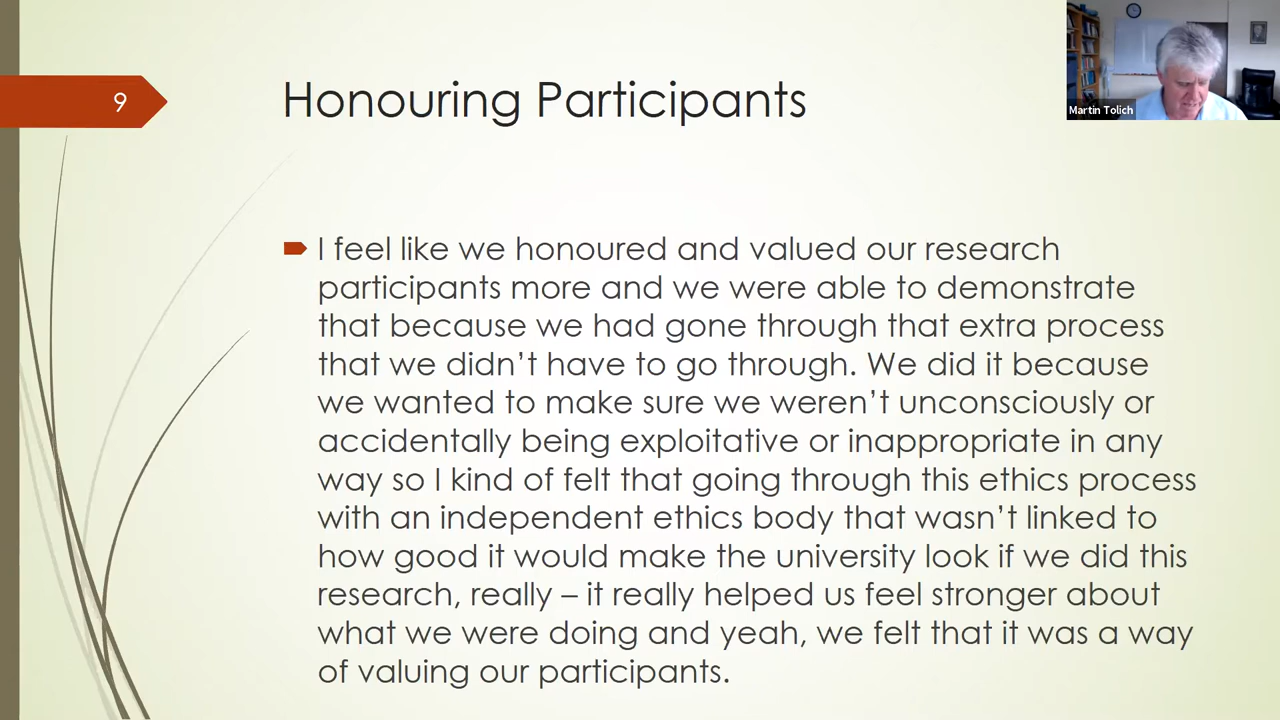 9
Honouring Participants
Martin Tolich
I feel like we honoured and valued our research
participants more and we were able to demonstrate
that because we had gone through that extra process
that we didn’t have to go through. We did it because
we wanted to make sure we weren’t unconsciously or
accidentally being exploitative or inappropriate in any
way so I kind of felt that going through this ethics process
with an independent ethics body that wasn’t linked to
how good it would make the university look if we did this
research, really – it really helped us feel stronger about
what we were doing and yeah, we felt that it was a way
of valuing our participants.